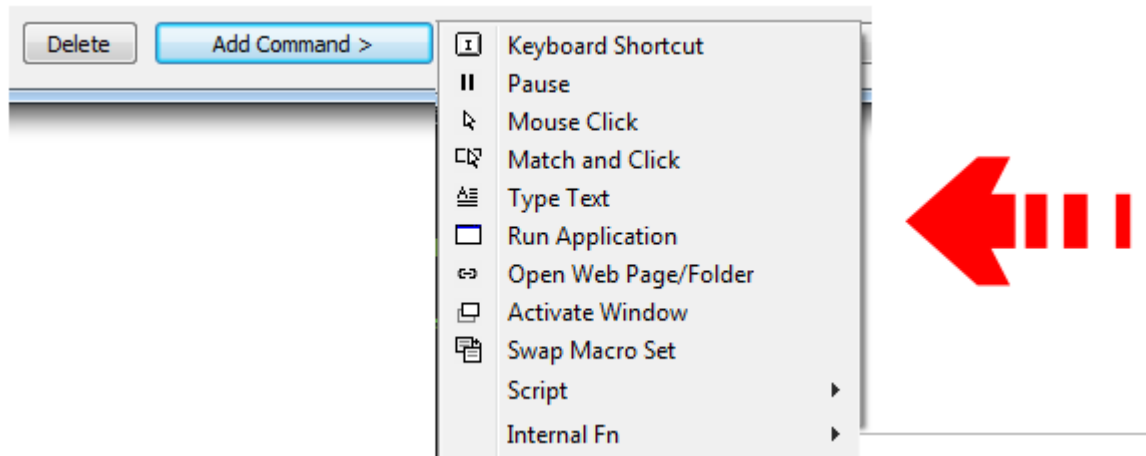 Delete
Add Command >
Keyboard Shortcut
Pause
Mouse Click
Match and Click
Type Text
Run Application
Open Web Page/Folder
Activate Window
Swap Macro Set
Script
Internal Fn